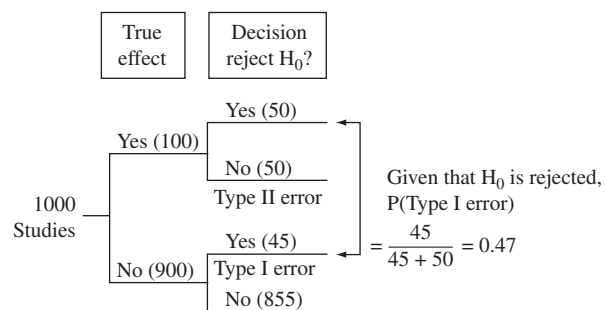 True
effect
Decision
reject H₀?
Yes (50)
Yes (100)
No (50)
Type II error
1000
Studies
Yes (45)
Type I error
No (900)
No (855)
Given that H₀ is rejected,
P(Type I error)
= 45 / 45 + 50 = 0.47